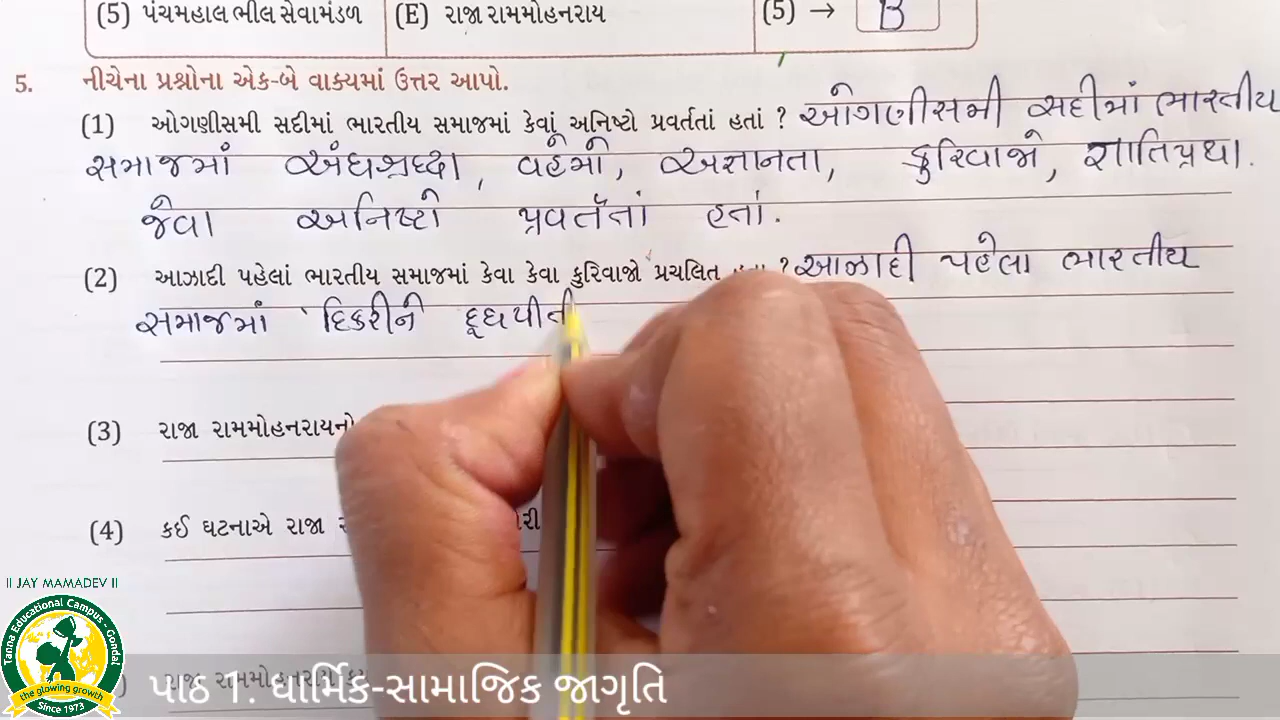 (5) પંચમહાલ ભીલ સેવામંડળ (E) રાજા રામમોહનરાય (5) → B
5. નીચેના પ્રશ્નોના એક-બે વાક્યમાં ઉત્તર આપો.
(1) ઓગણીસમી સદીમાં ભારતીય સમાજમાં કેવાં અનિષ્ટો પ્રવર્તતાં હતાં ? ઓગણીસમી સદીમાં ભારતીય
સમાજમાં અંધશ્રધ્ધા, વહેમો, અજ્ઞાનતા, કુરિવાજો, જ્ઞાતિપ્રથા.
જેવા અનિષ્ટો પ્રવર્તતાં હતાં.
(2) આઝાદી પહેલાં ભારતીય સમાજમાં કેવા કેવા કુરિવાજો પ્રચલિત ? આઝાદી પહેલા ભારતીય
સમાજમાં દિકરીને દૂધપીતી
(3) રાજા રામમોહનરાયનો
(4) કઈ ઘટનાએ રાજા
રાજા રામમોહનરાયે
|| JAY MAMADEV ||
Tanna Educational Campus - Gondal
the glowing growth
Since 1973
પાઠ 1. ધાર્મિક-સામાજિક જાગૃતિ